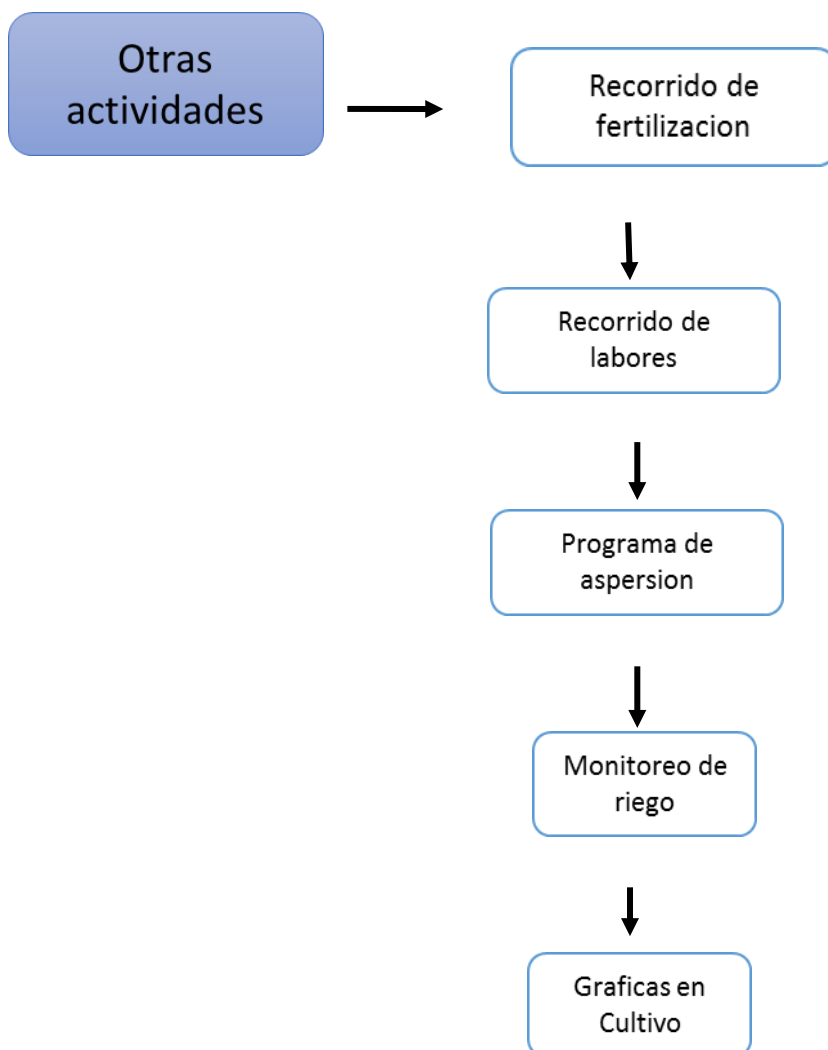 Otras
actividades
Recorrido de
fertilizacion
Recorrido de
labores
Programa de
aspersion
Monitoreo de
riego
Graficas en
Cultivo